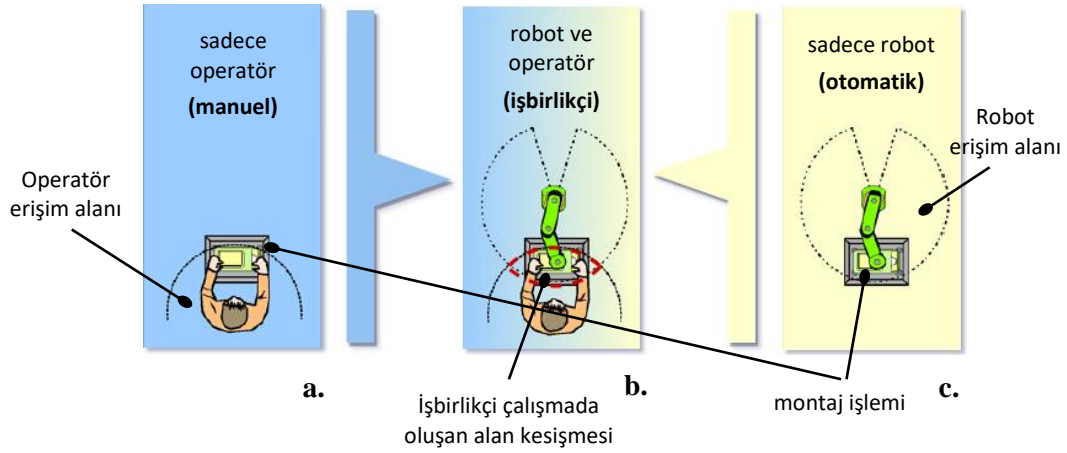 sadece
operatör
(manuel)
robot ve
operatör
(işbirlikçi)
sadece robot
(otomatik)
Robot
erişim alanı
Operatör
erişim alanı
a.
b.
c.
İşbirlikçi çalışmada
oluşan alan kesişmesi
montaj işlemi